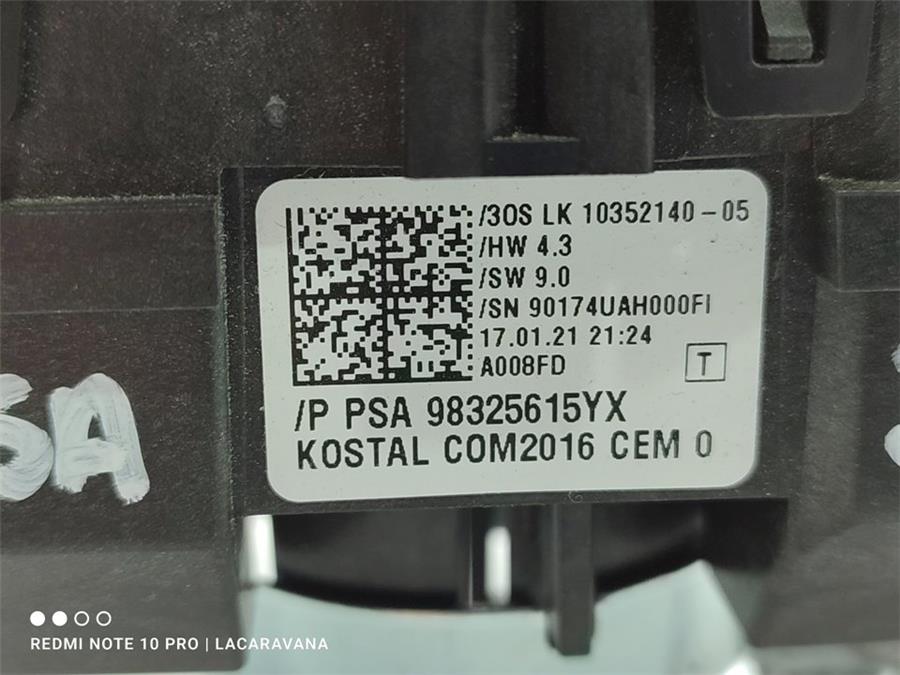 /3OS LK 10352140-05
/HW 4.3
/SW 9.0
/SN 90174UAH000FI
17.01.21 21:24
A008FD
T
/P PSA 98325615YX
KOSTAL COM2016 CEM 0
REDMI NOTE 10 PRO | LACARAVANA